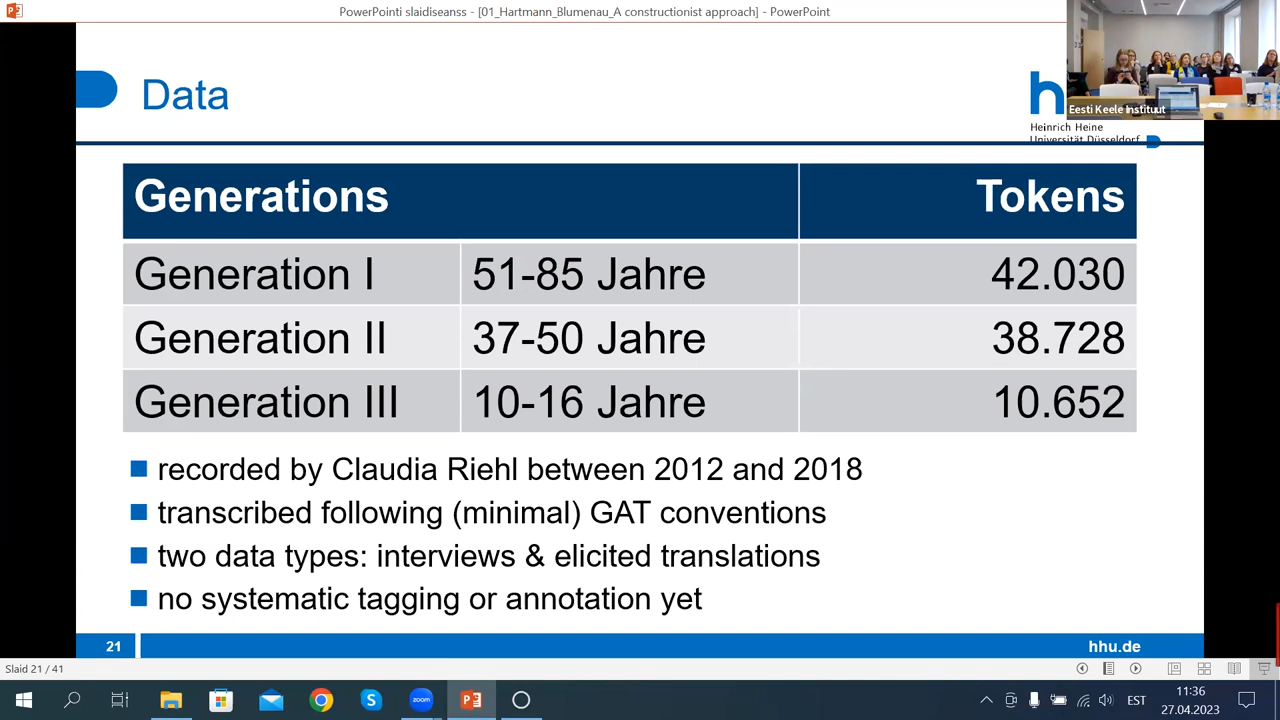 PowerPointi slaidiseanss - [01_Hartmann_Blumenau_A constructionist approach] - PowerPoint
Data
h
Heinrich Heine
Universität Düsseldorf
Eesti Keele Instituut
Generations Tokens
Generation I 51-85 Jahre 42.030
Generation II 37-50 Jahre 38.728
Generation III 10-16 Jahre 10.652
recorded by Claudia Riehl between 2012 and 2018
transcribed following (minimal) GAT conventions
two data types: interviews & elicited translations
no systematic tagging or annotation yet
21 hhu.de
Slaid 21 / 41
zoom
EST
11:36
27.04.2023